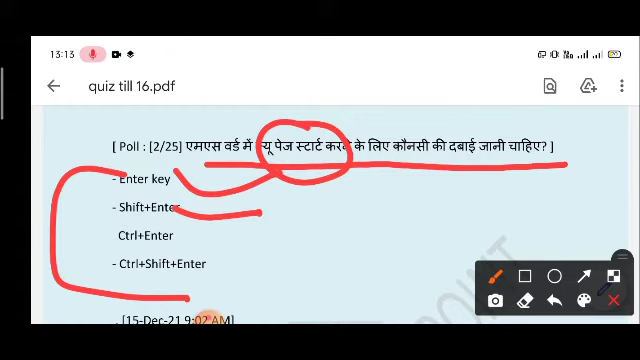 13:13
quiz till 16.pdf
[ Poll : [2/25] एमएस वर्ड में न्यू पेज स्टार्ट करने के लिए कौनसी की दबाई जानी चाहिए? ]
- Enter key
- Shift+Enter
Ctrl+Enter
- Ctrl+Shift+Enter
. [15-Dec-21 9:02 AM]
POINT